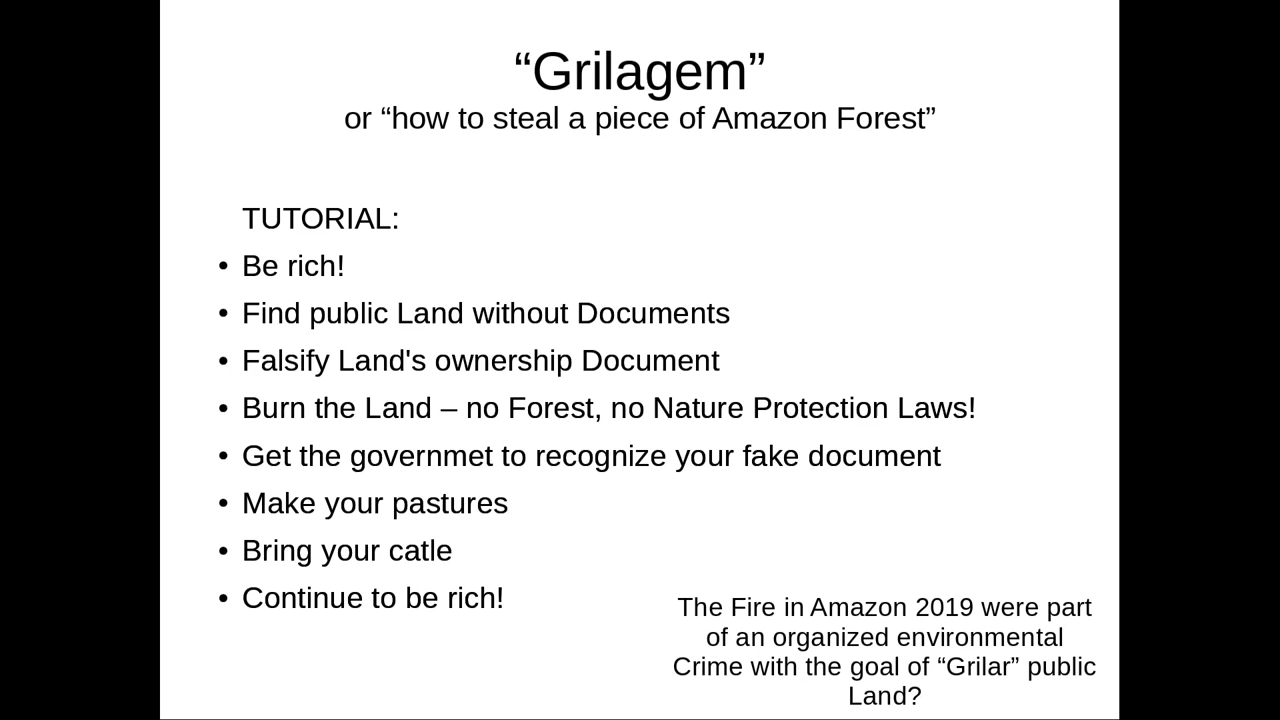 “Grilagem”
or “how to steal a piece of Amazon Forest”
TUTORIAL:
• Be rich!
• Find public Land without Documents
• Falsify Land's ownership Document
• Burn the Land – no Forest, no Nature Protection Laws!
• Get the governmet to recognize your fake document
• Make your pastures
• Bring your catle
• Continue to be rich!
The Fire in Amazon 2019 were part
of an organized environmental
Crime with the goal of “Grilar” public
Land?